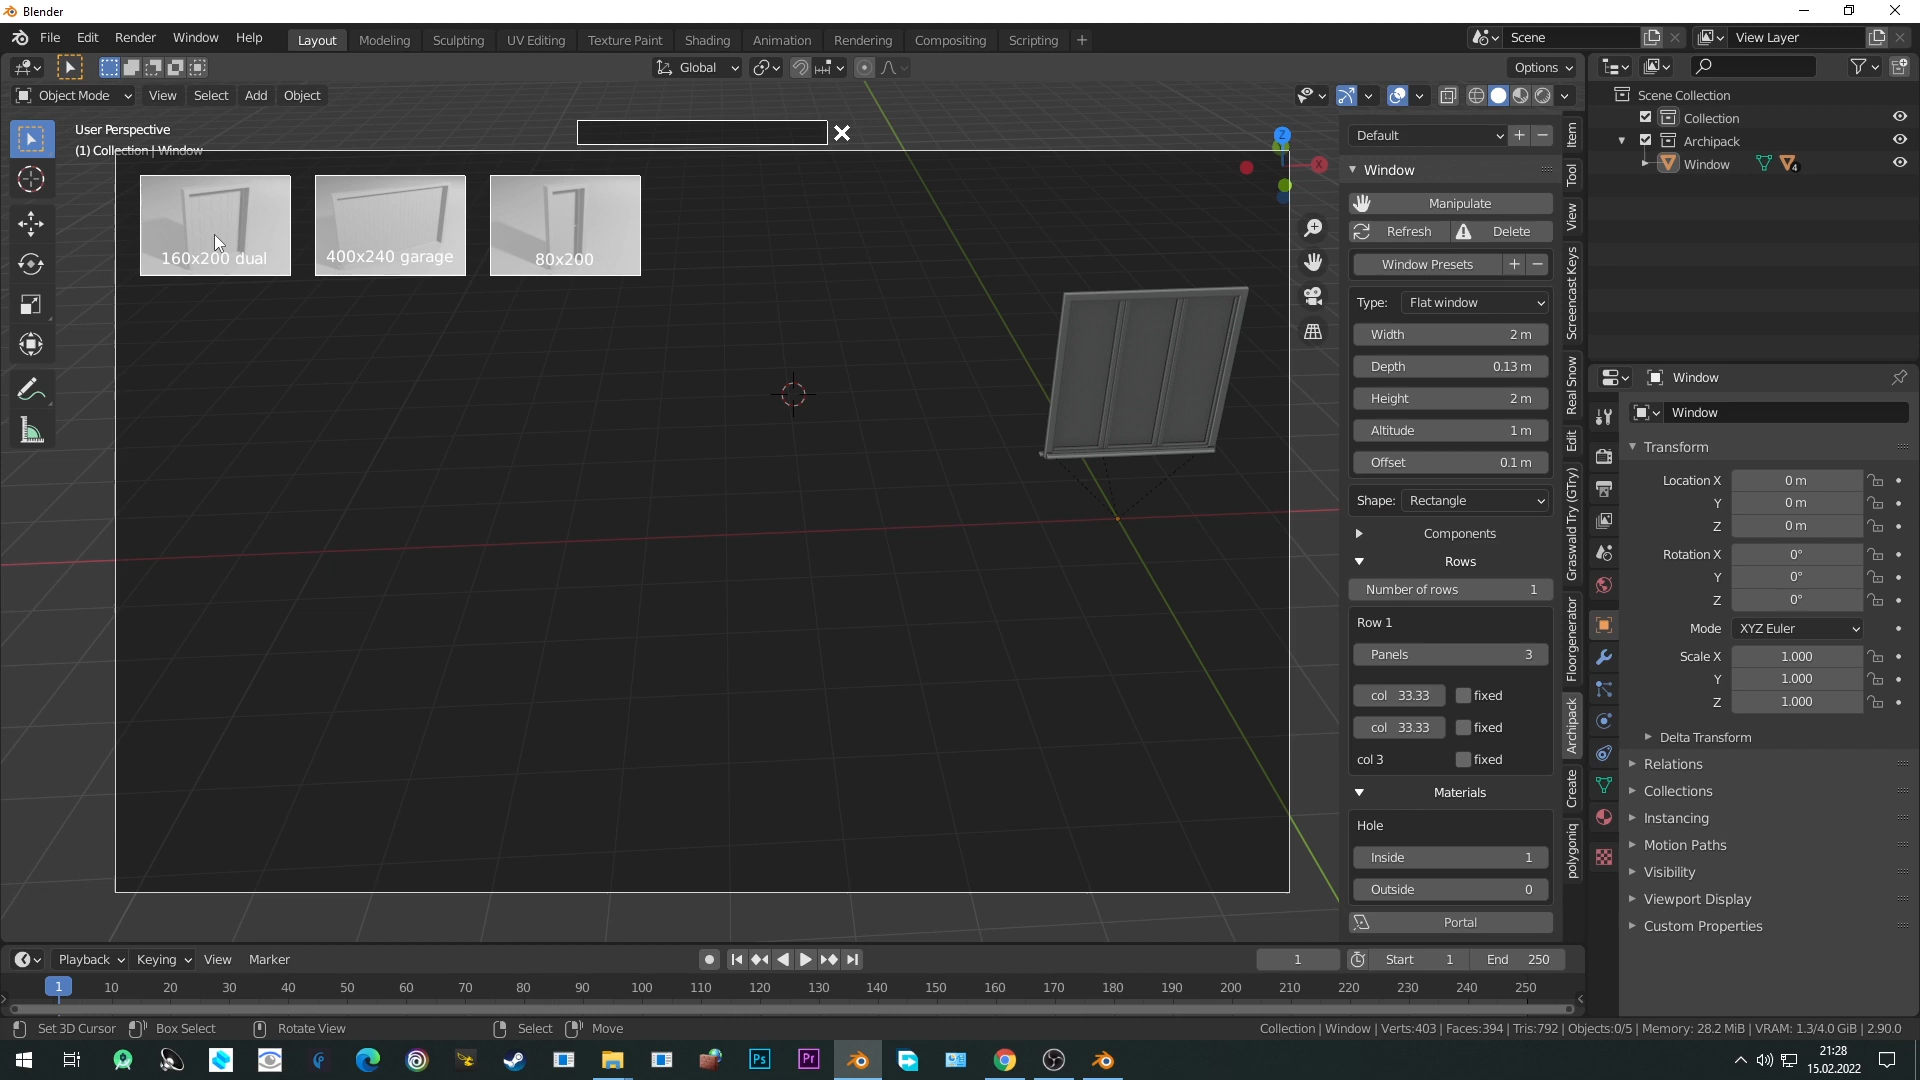 Blender
File Edit Render Window Help
Layout Modeling Sculpting UV Editing Texture Paint Shading Animation Rendering Compositing Scripting +
Scene
View Layer
Global
Options
Object Mode View Select Add Object
User Perspective
(1) Collection | Window
160x200 dual
400x240 garage
80x200
Z
X
Default
Window
Manipulate
Refresh Delete
Window Presets
Type: Flat window
Width 2 m
Depth 0.13 m
Height 2 m
Altitude 1 m
Offset 0.1 m
Shape: Rectangle
Components
Rows
Number of rows 1
Row 1
Panels 3
col 33.33 fixed
col 33.33 fixed
col 3 fixed
Materials
Hole
Inside 1
Outside 0
Portal
Item
Tool
View
Screencast Keys
Real Snow
Edit
Graswald Try (GTry)
Floorgenerator
Archipack
Create
polygoniq
Scene Collection
Collection
Archipack
Window 4
Window
Window
Transform
Location X 0 m
Y 0 m
Z 0 m
Rotation X 0°
Y 0°
Z 0°
Mode XYZ Euler
Scale X 1.000
Y 1.000
Z 1.000
Delta Transform
Relations
Collections
Instancing
Motion Paths
Visibility
Viewport Display
Custom Properties
Playback Keying View Marker
1 Start 1 End 250
1 10 20 30 40 50 60 70 80 90 100 110 120 130 140 150 160 170 180 190 200 210 220 230 240 250
Set 3D Cursor Box Select Rotate View Select Move
Collection | Window | Verts:403 | Faces:394 | Tris:792 | Objects:0/5 | Memory: 28.2 MiB | VRAM: 1.3/4.0 GiB | 2.90.0
Ps
Pr
21:28
15.02.2022